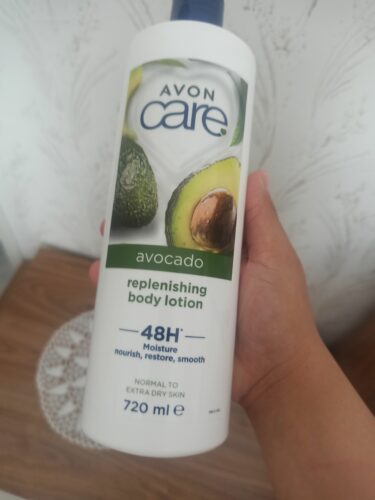 AVON
care
avocado
replenishing
body lotion
48H*
Moisture
nourish, restore, smooth
NORMAL TO
EXTRA DRY SKIN
720 ml e